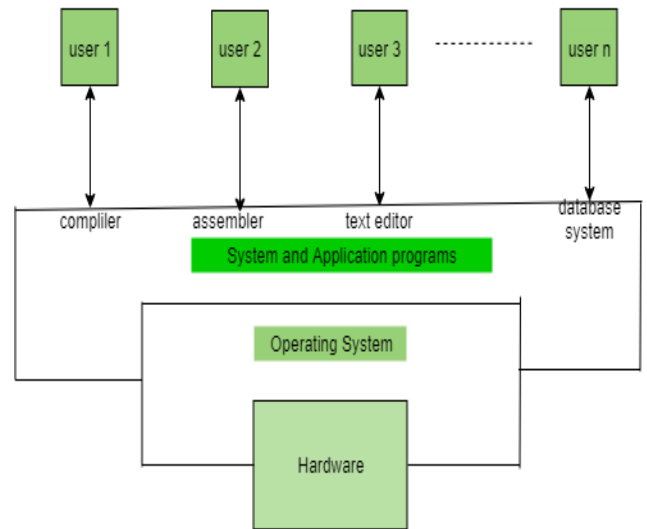 user 1
user 2
user 3
user n
compliler
assembler
text editor
database
system
System and Application programs
Operating System
Hardware